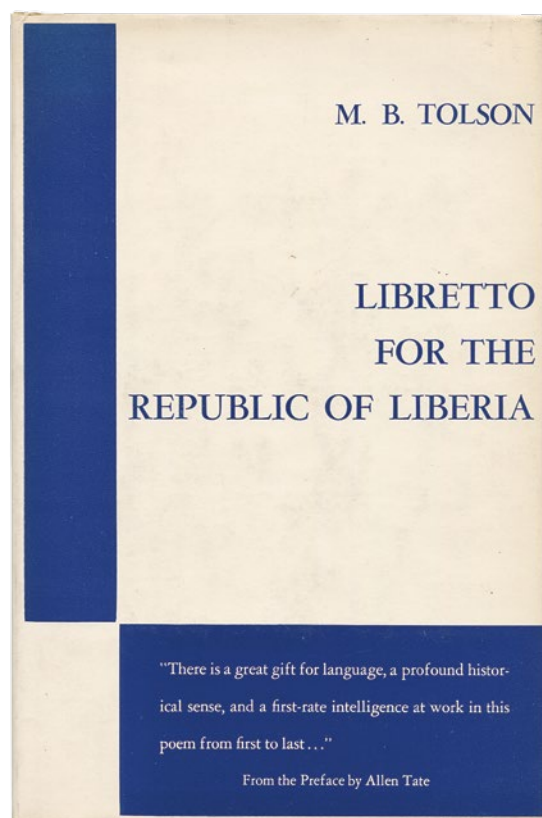 M. B. TOLSON
LIBRETTO
FOR THE
REPUBLIC OF LIBERIA
"There is a great gift for language, a profound histor-
ical sense, and a first-rate intelligence at work in this
poem from first to last..."
From the Preface by Allen Tate